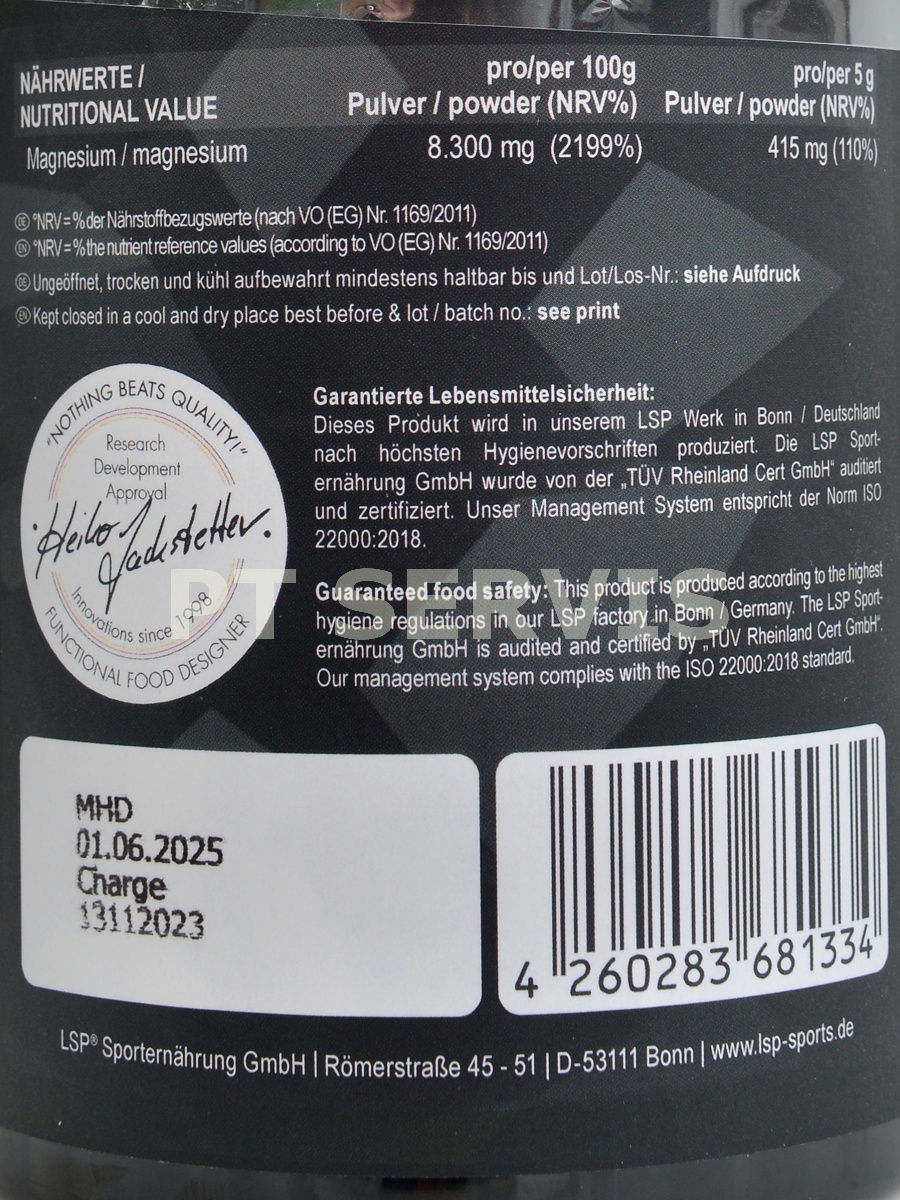 NÄHRWERTE /
NUTRITIONAL VALUE
pro/per 100g
Pulver / powder (NRV%)
pro/per 5 g
Pulver / powder (NRV%)
Magnesium / magnesium 8.300 mg (2199%) 415 mg (110%)
DE *NRV = % der Nährstoffbezugswerte (nach VO (EG) Nr. 1169/2011)
EN *NRV = % the nutrient reference values (according to VO (EG) Nr. 1169/2011)
DE Ungeöffnet, trocken und kühl aufbewahrt mindestens haltbar bis und Lot/Los-Nr.: siehe Aufdruck
EN Kept closed in a cool and dry place best before & lot / batch no.: see print
"NOTHING BEATS QUALITY!"
Research
Development
Approval
Heiko Jackstetter.
Innovations since 1998
FUNCTIONAL FOOD DESIGNER
Garantierte Lebensmittelsicherheit:
Dieses Produkt wird in unserem LSP Werk in Bonn / Deutschland
nach höchsten Hygienevorschriften produziert. Die LSP Sport-
ernährung GmbH wurde von der „TÜV Rheinland Cert GmbH" auditiert
und zertifiziert. Unser Management System entspricht der Norm ISO
22000:2018.
Guaranteed food safety: This product is produced according to the highest
hygiene regulations in our LSP factory in Bonn / Germany. The LSP Sport-
ernährung GmbH is audited and certified by „TÜV Rheinland Cert GmbH".
Our management system complies with the ISO 22000:2018 standard.
PT SERVIS
MHD
01.06.2025
Charge
13112023
4 260283 681334
LSP® Sporternährung GmbH | Römerstraße 45 - 51 | D-53111 Bonn | www.lsp-sports.de